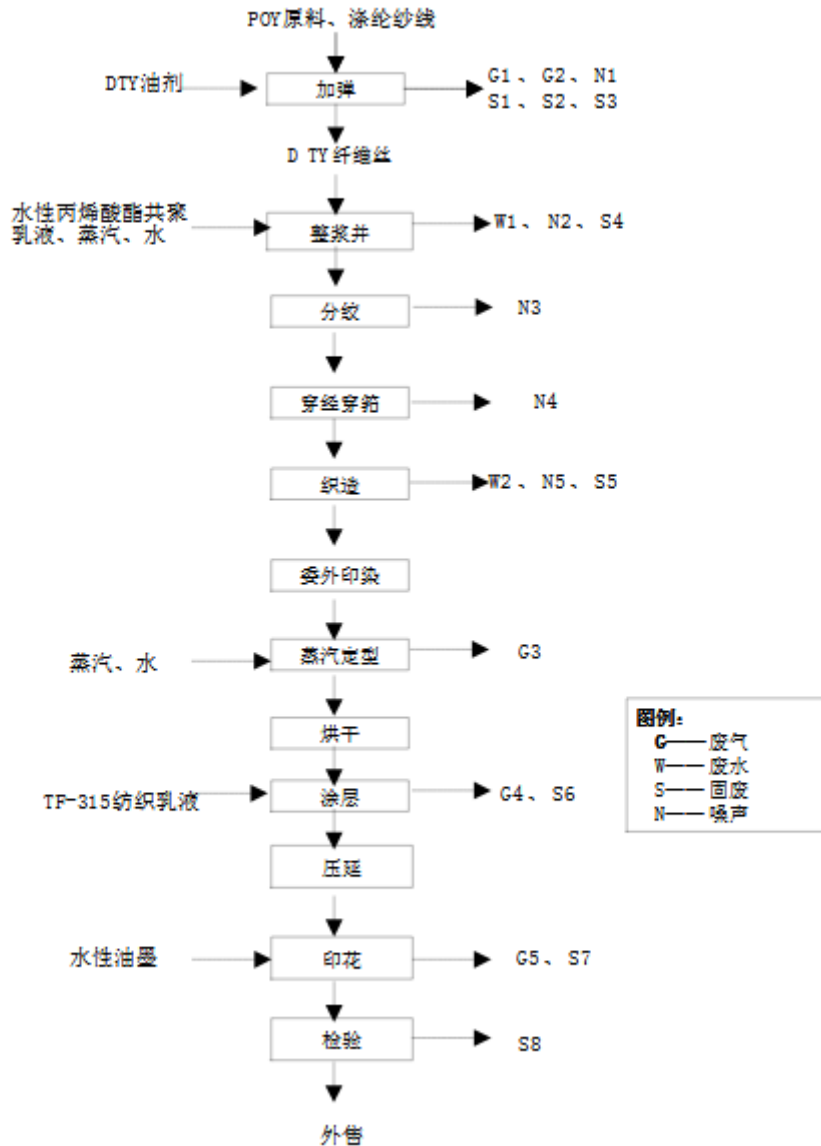 POY原料、涤纶纱线
DTY油剂
加弹
G1、G2、N1
S1、S2、S3
DTY纤维丝
水性丙烯酸酯共聚
乳液、蒸汽、水
整浆并
W1、N2、S4
分绞
N3
穿经穿筘
N4
织造
W2、N5、S5
委外印染
蒸汽、水
蒸汽定型
G3
烘干
图例:
G——废气
W——废水
S——固废
N——噪声
TF-315纺织乳液
涂层
G4、S6
压延
水性油墨
印花
G5、S7
检验
S8
外售